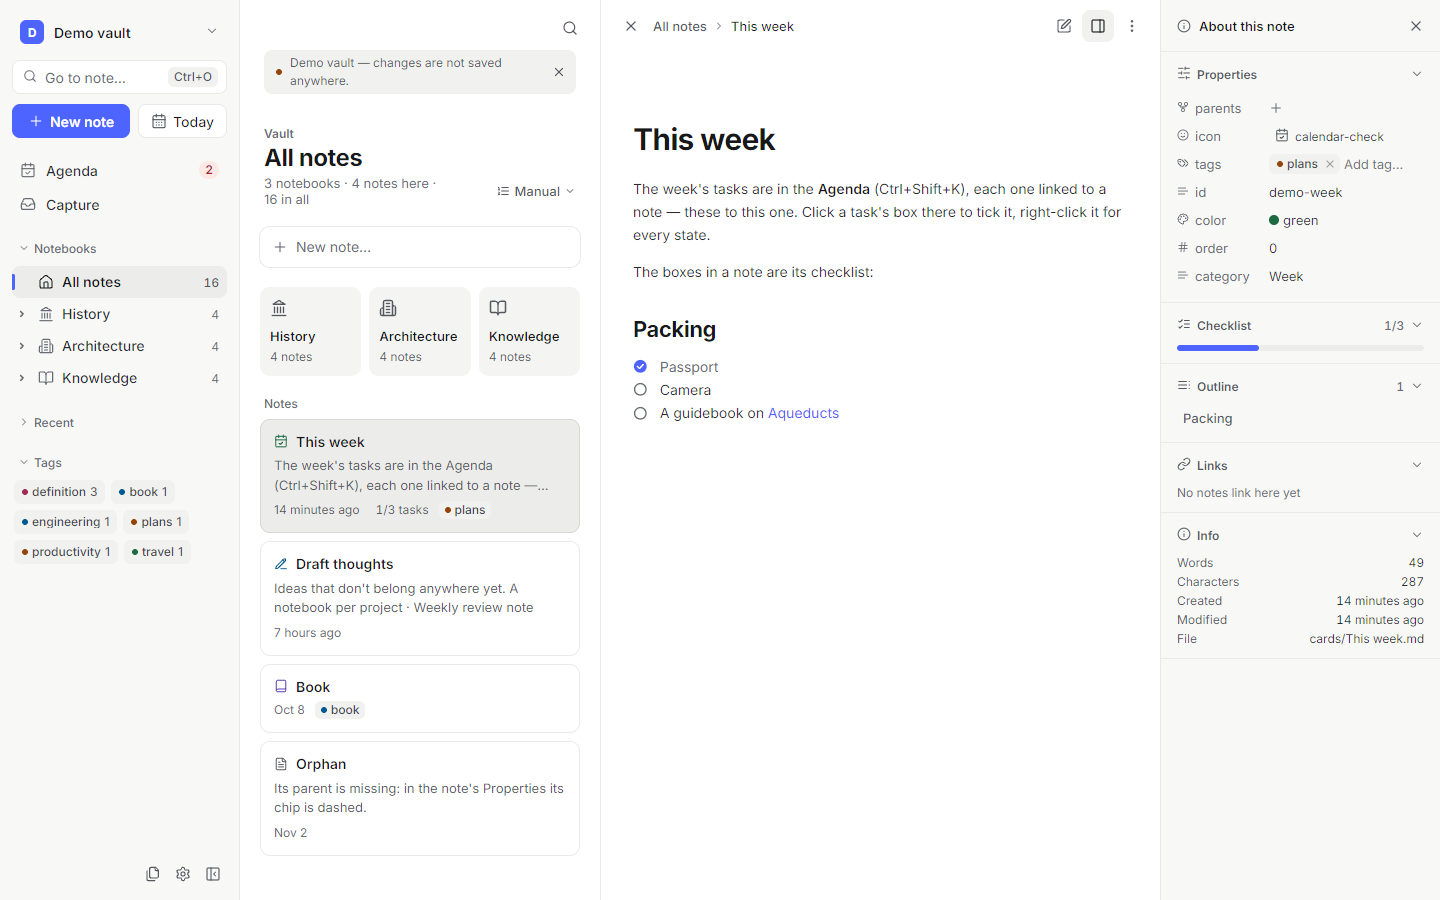 D Demo vault
Go to note... Ctrl+O
New note Today
Agenda 2
Capture
Notebooks
All notes 16
History 4
Architecture 4
Knowledge 4
Recent
Tags
definition 3 book 1
engineering 1 plans 1
productivity 1 travel 1
Demo vault — changes are not saved
anywhere.
Vault
All notes
3 notebooks · 4 notes here ·
16 in all
Manual
New note...
History
4 notes
Architecture
4 notes
Knowledge
4 notes
Notes
This week
The week's tasks are in the Agenda
(Ctrl+Shift+K), each one linked to a note —...
14 minutes ago 1/3 tasks plans
Draft thoughts
Ideas that don't belong anywhere yet. A
notebook per project · Weekly review note
7 hours ago
Book
Oct 8 book
Orphan
Its parent is missing: in the note's Properties its
chip is dashed.
Nov 2
All notes This week
This week
The week's tasks are in the Agenda (Ctrl+Shift+K), each one linked to a
note — these to this one. Click a task's box there to tick it, right-click it for
every state.
The boxes in a note are its checklist:
Packing
Passport
Camera
A guidebook on Aqueducts
About this note
Properties
parents
icon calendar-check
tags plans Add tag...
id demo-week
color green
order 0
category Week
Checklist 1/3
Outline 1
Packing
Links
No notes link here yet
Info
Words 49
Characters 287
Created 14 minutes ago
Modified 14 minutes ago
File cards/This week.md